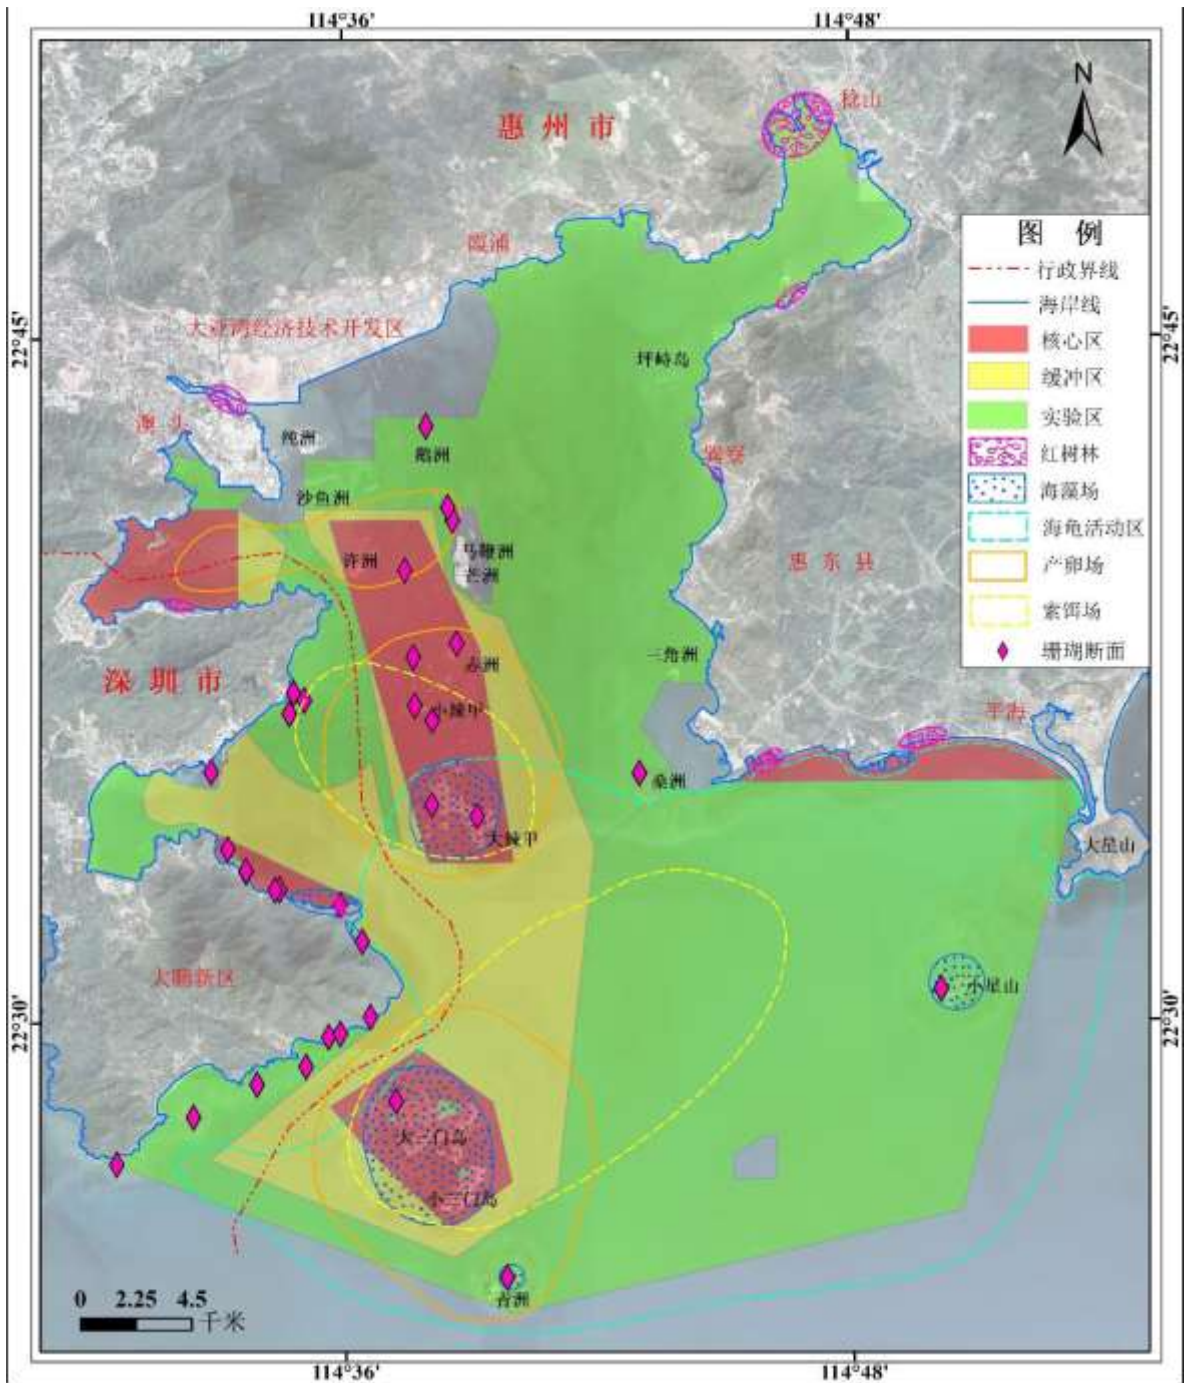 114°36'
114°48'
N
惠州市
稔山
霞浦
大亚湾经济技术开发区
22°45'
22°45'
坪峙岛
澳头
纯洲
鹅洲
沙鱼洲
马鞭洲
许洲
芒洲
惠东县
三角洲
赤洲
深圳市
小辣甲
平海
桑洲
大辣甲
大星山
大鹏新区
小星山
22°30'
22°30'
大三门岛
小三门岛
青洲
图 例
行政界线
海岸线
核心区
缓冲区
实验区
红树林
海藻场
海龟活动区
产卵场
索饵场
珊瑚断面
0 2.25 4.5
千米
114°36'
114°48'